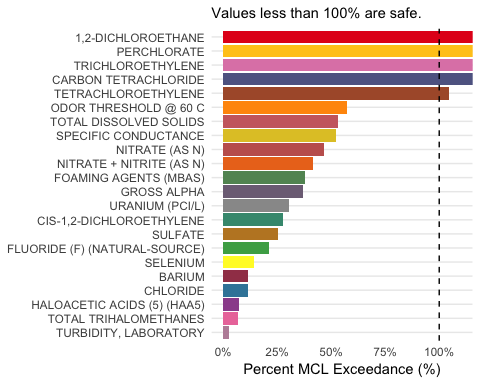 Values less than 100% are safe.
1,2-DICHLOROETHANE
PERCHLORATE
TRICHLOROETHYLENE
CARBON TETRACHLORIDE
TETRACHLOROETHYLENE
ODOR THRESHOLD @ 60 C
TOTAL DISSOLVED SOLIDS
SPECIFIC CONDUCTANCE
NITRATE (AS N)
NITRATE + NITRITE (AS N)
FOAMING AGENTS (MBAS)
GROSS ALPHA
URANIUM (PCI/L)
CIS-1,2-DICHLOROETHYLENE
SULFATE
FLUORIDE (F) (NATURAL-SOURCE)
SELENIUM
BARIUM
CHLORIDE
HALOACETIC ACIDS (5) (HAA5)
TOTAL TRIHALOMETHANES
TURBIDITY, LABORATORY
0% 25% 50% 75% 100%
Percent MCL Exceedance (%)